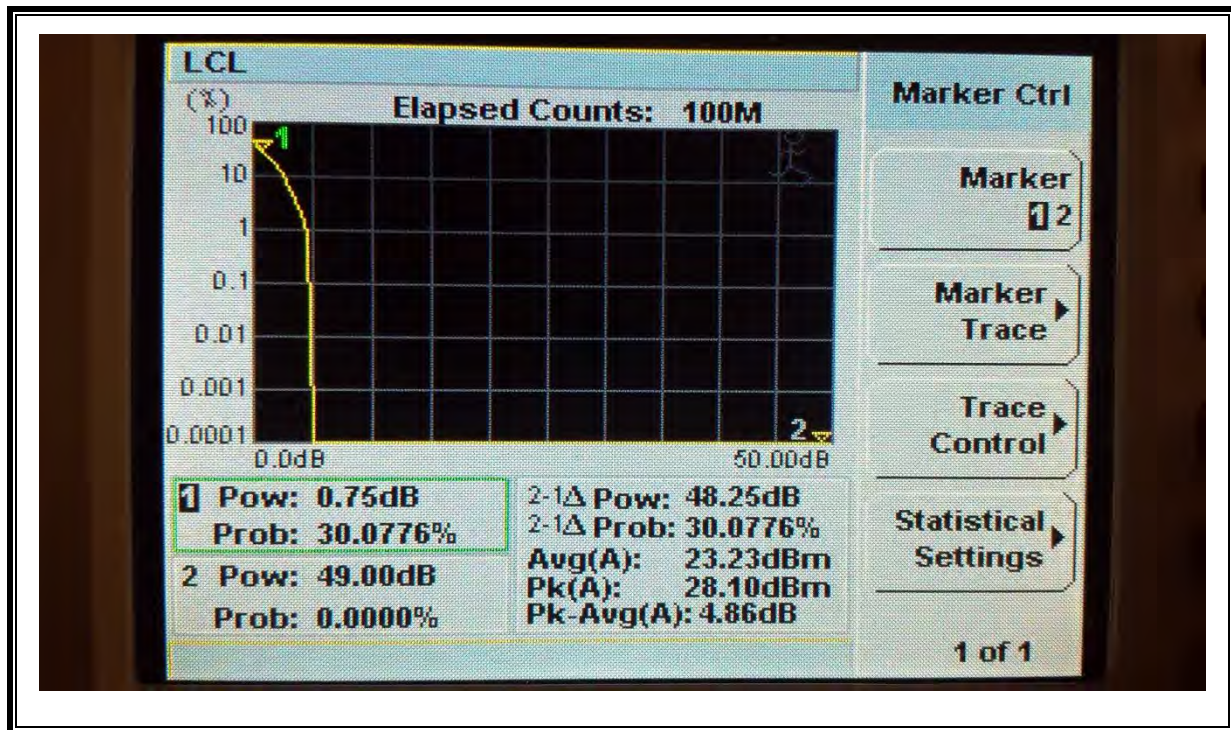 LCL
(%)
Elapsed Counts: 100M
100
1
10
1
0.1
0.01
0.001
0.0001
2
0.0dB
50.00dB
1 Pow: 0.75dB
Prob: 30.0776%
2 Pow: 49.00dB
Prob: 0.0000%
2-1Δ Pow: 48.25dB
2-1Δ Prob: 30.0776%
Avg(A): 23.23dBm
Pk(A): 28.10dBm
Pk-Avg(A): 4.86dB
Marker Ctrl
Marker
1 2
Marker
Trace
Trace
Control
Statistical
Settings
1 of 1